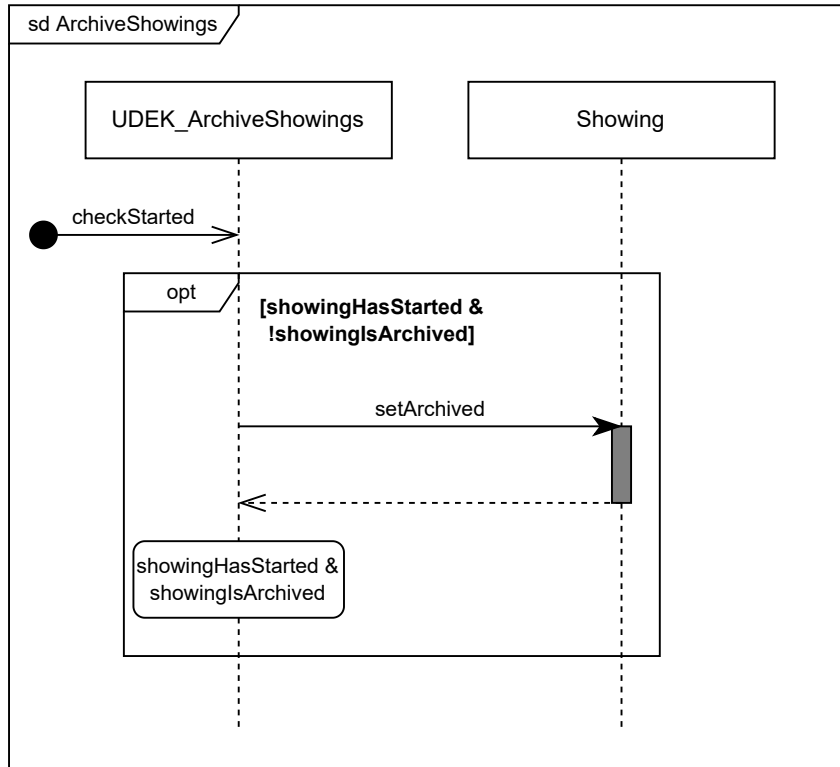 sd ArchiveShowings
UDEK_ArchiveShowings
Showing
checkStarted
opt
[showingHasStarted &
!showingIsArchived]
setArchived
showingHasStarted &
showingIsArchived